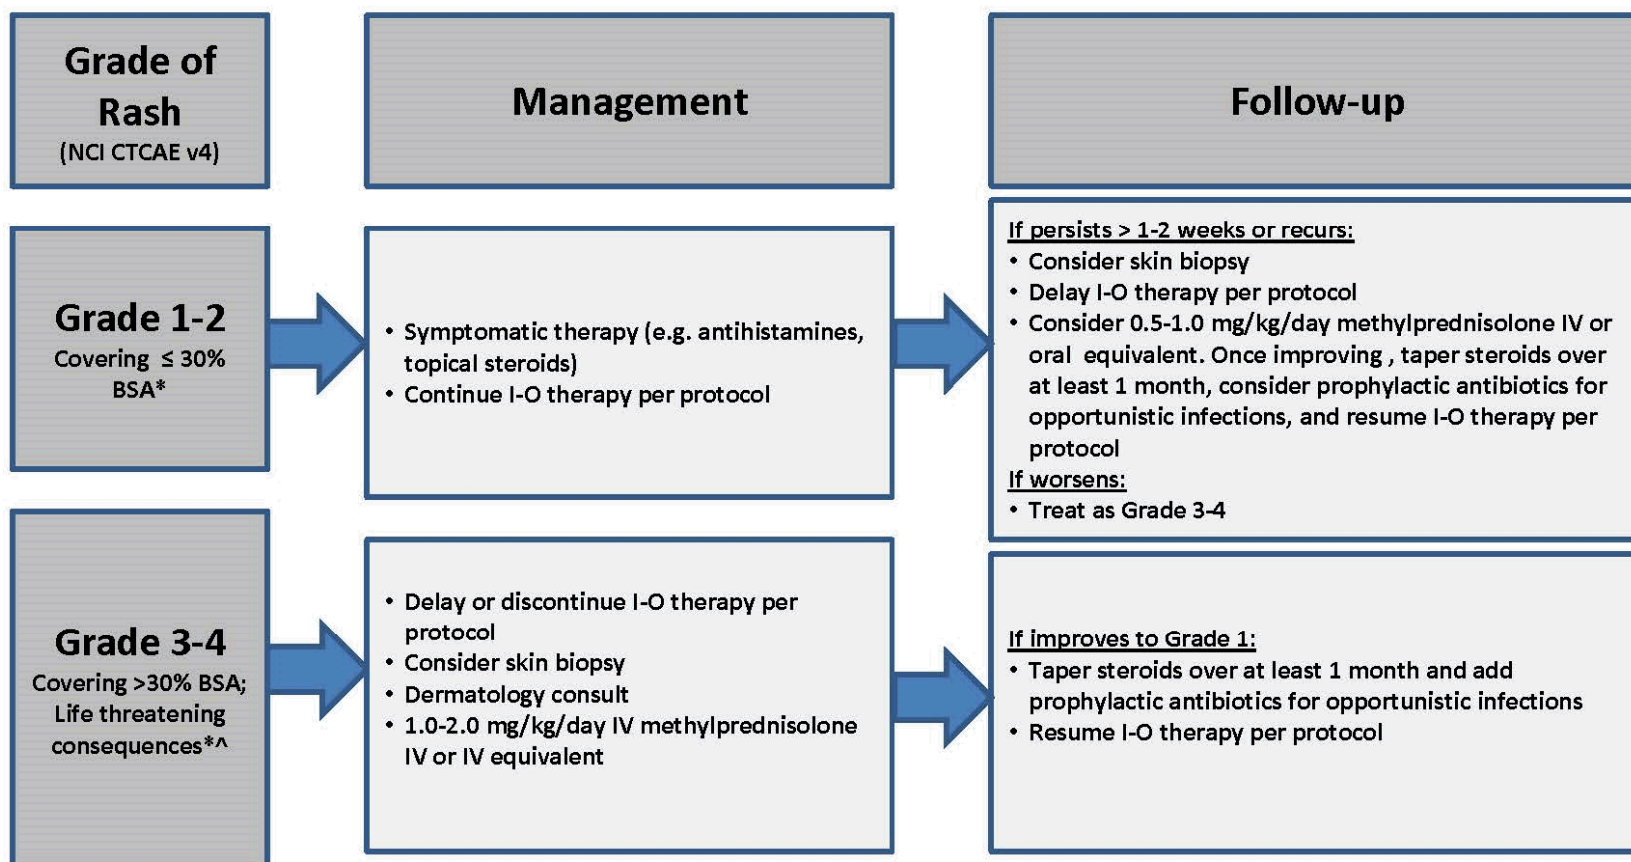 Grade of
Rash
(NCI CTCAE v4)
Management
Follow-up
Grade 1-2
Covering ≤ 30%
BSA*
• Symptomatic therapy (e.g. antihistamines,
topical steroids)
• Continue I-O therapy per protocol
If persists > 1-2 weeks or recurs:
• Consider skin biopsy
• Delay I-O therapy per protocol
• Consider 0.5-1.0 mg/kg/day methylprednisolone IV or
oral equivalent. Once improving , taper steroids over
at least 1 month, consider prophylactic antibiotics for
opportunistic infections, and resume I-O therapy per
protocol
If worsens:
• Treat as Grade 3-4
Grade 3-4
Covering >30% BSA;
Life threatening
consequences*^
• Delay or discontinue I-O therapy per
protocol
• Consider skin biopsy
• Dermatology consult
• 1.0-2.0 mg/kg/day IV methylprednisolone
IV or IV equivalent
If improves to Grade 1:
• Taper steroids over at least 1 month and add
prophylactic antibiotics for opportunistic infections
• Resume I-O therapy per protocol